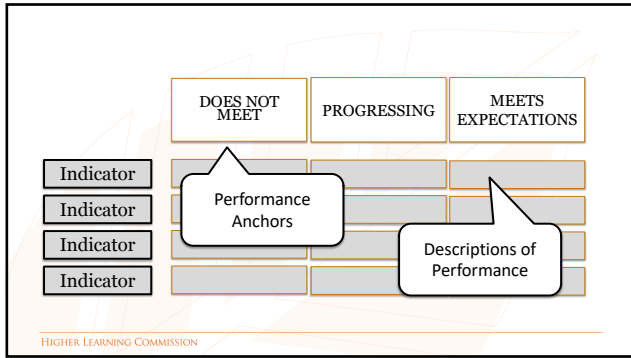 DOES NOT
MEET
PROGRESSING
MEETS
EXPECTATIONS
Indicator
Indicator
Indicator
Indicator
Performance
Anchors
Descriptions of
Performance
HIGHER LEARNING COMMISSION